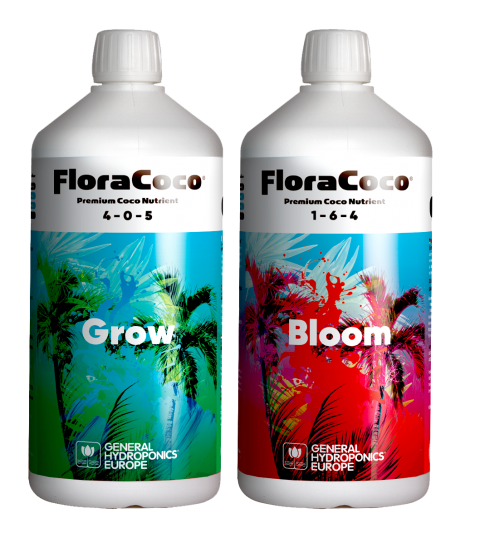 FloraCoco®
Premium Coco Nutrient
4 - 0 - 5
Grow
GENERAL
HYDROPONICS
EUROPE
FloraCoco®
Premium Coco Nutrient
1 - 6 - 4
Bloom
GENERAL
HYDROPONICS
EUROPE